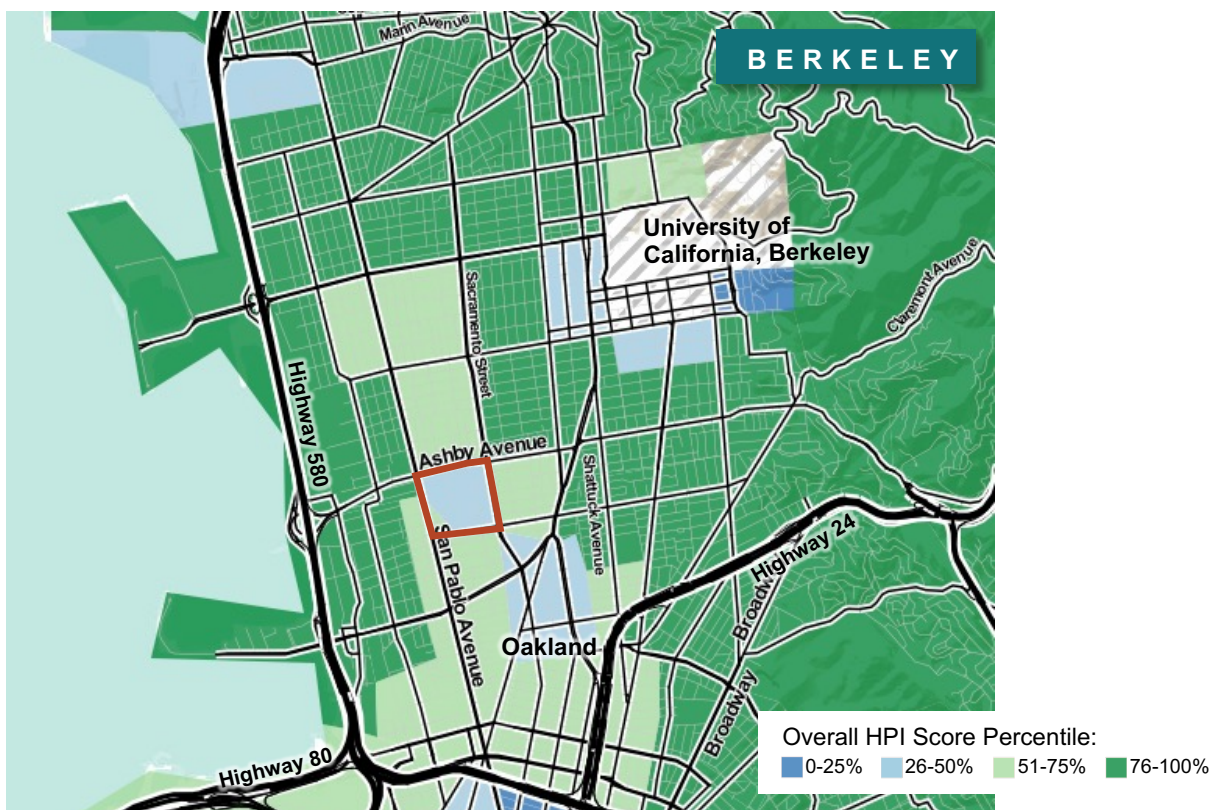 Marin Avenue
BERKELEY
University of
California, Berkeley
Claremont Avenue
Sacramento
Street
Highway 580
Ashby Avenue
Shattuck Avenue
Highway 24
San Pablo Avenue
Broadway
Oakland
Broadway
Highway 80
Overall HPI Score Percentile:
0-25% 26-50% 51-75% 76-100%